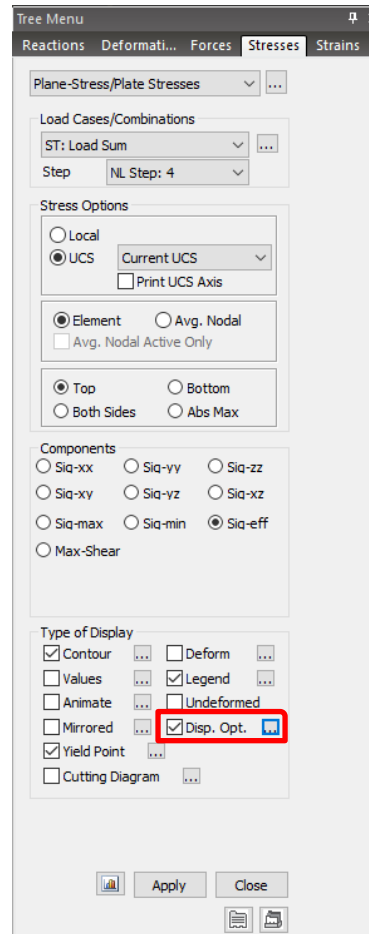 Tree Menu
Reactions Deformati... Forces Stresses Strains
Plane-Stress/Plate Stresses ...
Load Cases/Combinations
ST: Load Sum ...
Step NL Step: 4
Stress Options
Local
UCS Current UCS
Print UCS Axis
Element Avg. Nodal
Avg. Nodal Active Only
Top Bottom
Both Sides Abs Max
Components
Sig-xx Sig-yy Sig-zz
Sig-xy Sig-yz Sig-xz
Sig-max Sig-min Sig-eff
Max-Shear
Type of Display
Contour ... Deform ...
Values ... Legend ...
Animate ... Undeformed
Mirrored ... Disp. Opt. ...
Yield Point ...
Cutting Diagram ...
Apply Close